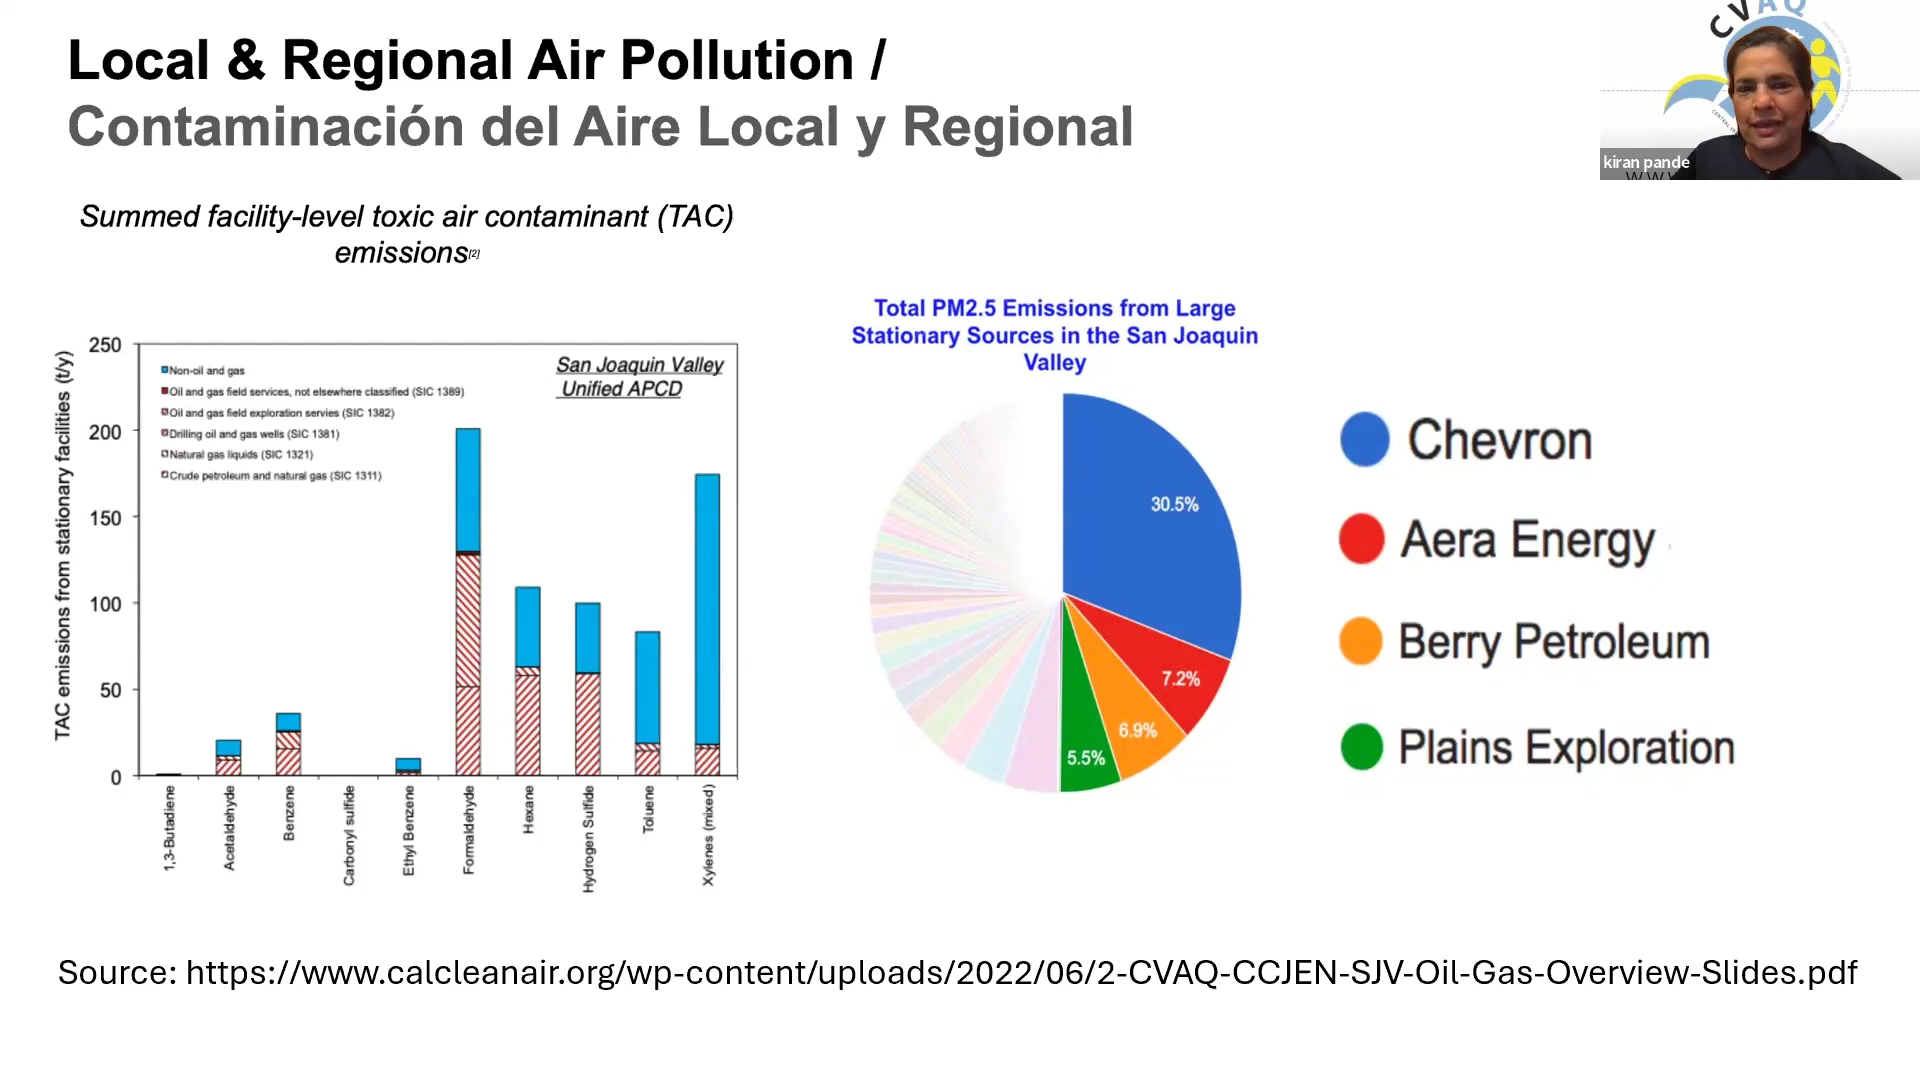 Local & Regional Air Pollution /
Contaminación del Aire Local y Regional
CVAQ
kiran pande
Summed facility-level toxic air contaminant (TAC)
emissions[2]
TAC emissions from stationary facilities (t/y)
250
200
150
100
50
0
Non-oil and gas
Oil and gas field services, not elsewhere classified (SIC 1389)
Oil and gas field exploration servies (SIC 1382)
Drilling oil and gas wells (SIC 1381)
Natural gas liquids (SIC 1321)
Crude petroleum and natural gas (SIC 1311)
San Joaquin Valley
Unified APCD
1,3-Butadiene
Acetaldehyde
Benzene
Carbonyl sulfide
Ethyl Benzene
Formaldehyde
Hexane
Hydrogen Sulfide
Toluene
Xylenes (mixed)
Total PM2.5 Emissions from Large
Stationary Sources in the San Joaquin
Valley
30.5%
7.2%
6.9%
5.5%
Chevron
Aera Energy
Berry Petroleum
Plains Exploration
Source: https://www.calcleanair.org/wp-content/uploads/2022/06/2-CVAQ-CCJEN-SJV-Oil-Gas-Overview-Slides.pdf